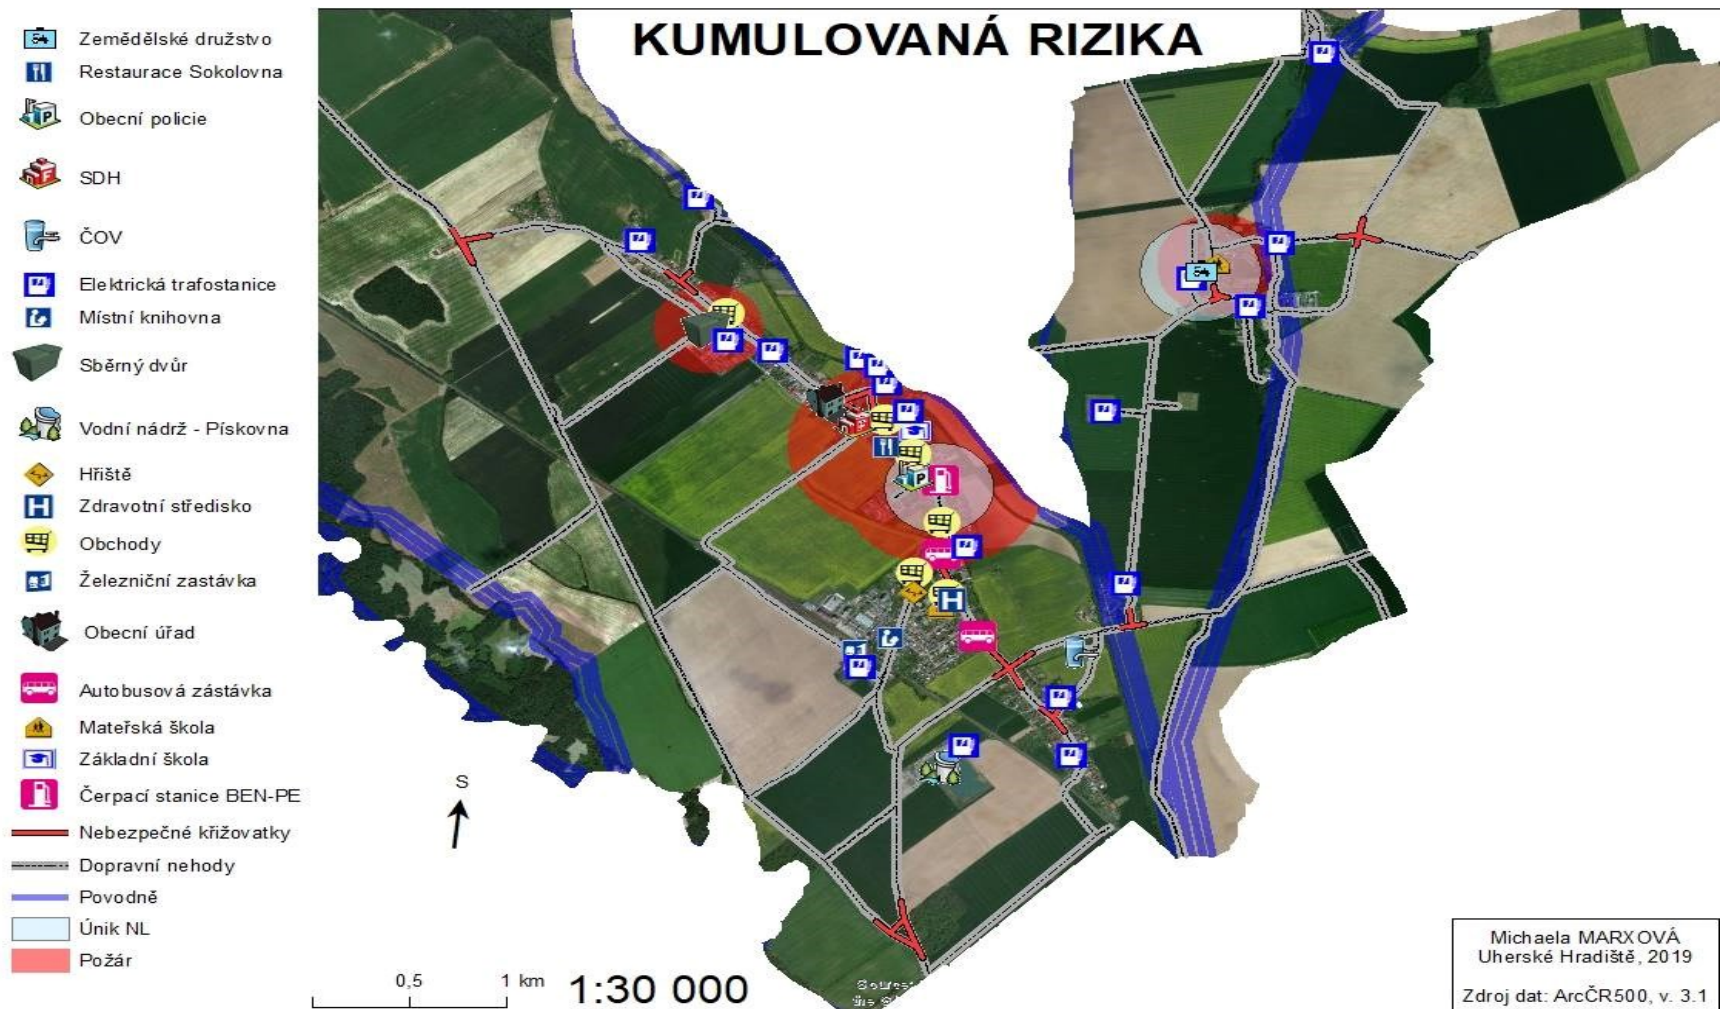 KUMULOVANÁ RIZIKA
Zemědělské družstvo
Restaurace Sokolovna
Obecní policie
SDH
ČOV
Elektrická trafostanice
Místní knihovna
Sběrný dvůr
Vodní nádrž - Pískovna
Hřiště
Zdravotní středisko
Obchody
Železniční zastávka
Obecní úřad
Autobusová zástávka
Mateřská škola
Základní škola
Čerpací stanice BEN-PE
Nebezpečné křižovatky
Dopravní nehody
Povodně
Únik NL
Požár
S
0,5 1 km
1:30 000
Michaela MARXOVÁ
Uherské Hradiště, 2019
Zdroj dat: ArcČR500, v. 3.1